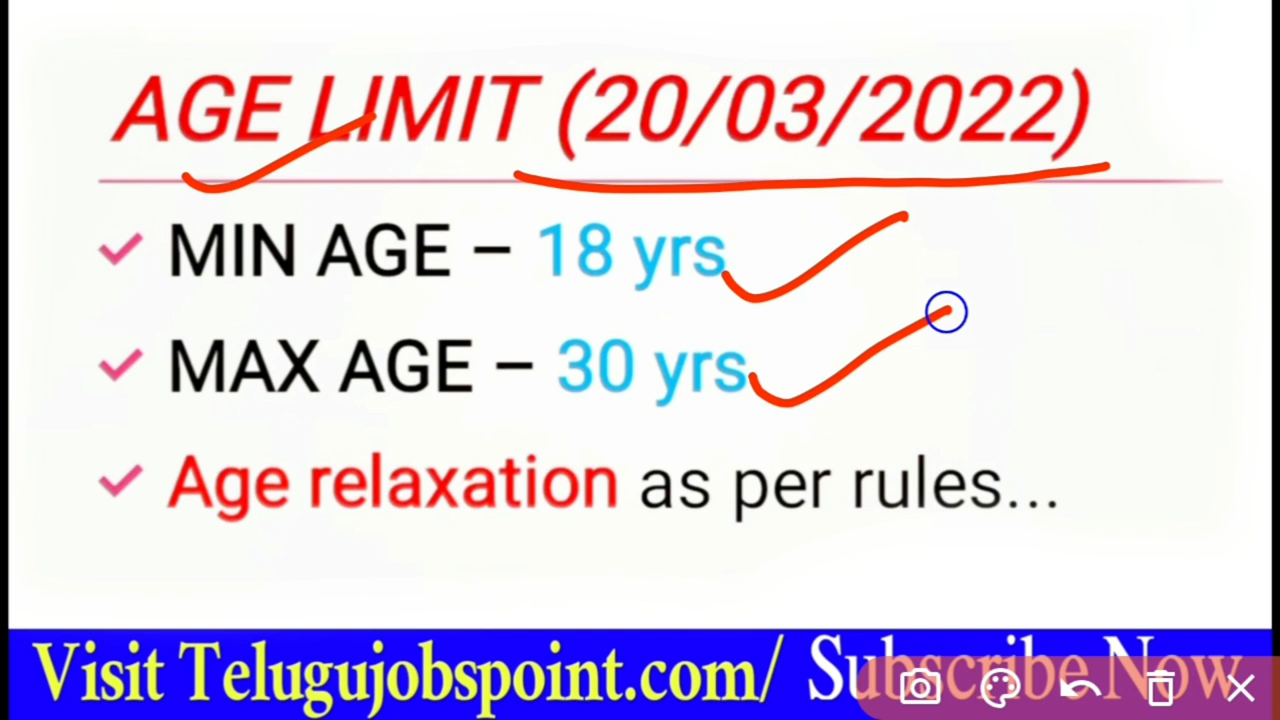 AGE LIMIT (20/03/2022)
MIN AGE – 18 yrs
MAX AGE – 30 yrs
Age relaxation as per rules...
Visit Telugujobspoint.com/ Subscribe Now